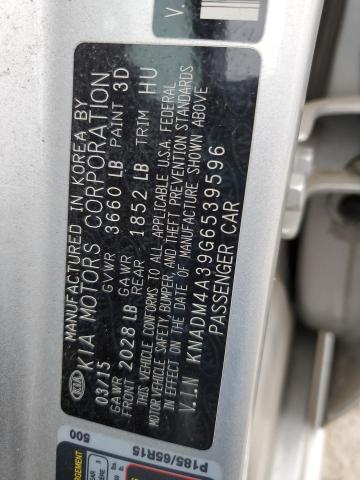 MANUFACTURED IN KOREA BY
KIA KIA MOTORS CORPORATION
03/15 GVWR 3660 LB PAINT 3D
GAWR FRONT 2028 LB GAWR REAR 1852 LB TRIM HU
THIS VEHICLE CONFORMS TO ALL APPLICABLE U.S.A. FEDERAL
MOTOR VEHICLE SAFETY, BUMPER, AND THEFT PREVENTION STANDARDS
IN EFFECT ON THE DATE OF MANUFACTURE SHOWN ABOVE
V.I.N KNADM4A39G6539596
PASSENGER CAR
P185/65R15
500
V.